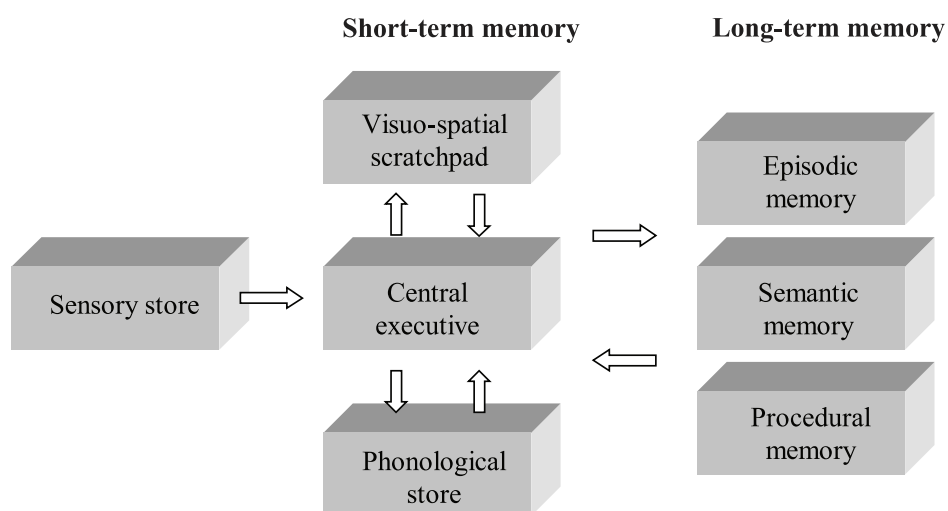 Short-term memory
Long-term memory
Visuo-spatial
scratchpad
Episodic
memory
Sensory store
Central
executive
Semantic
memory
Phonological
store
Procedural
memory